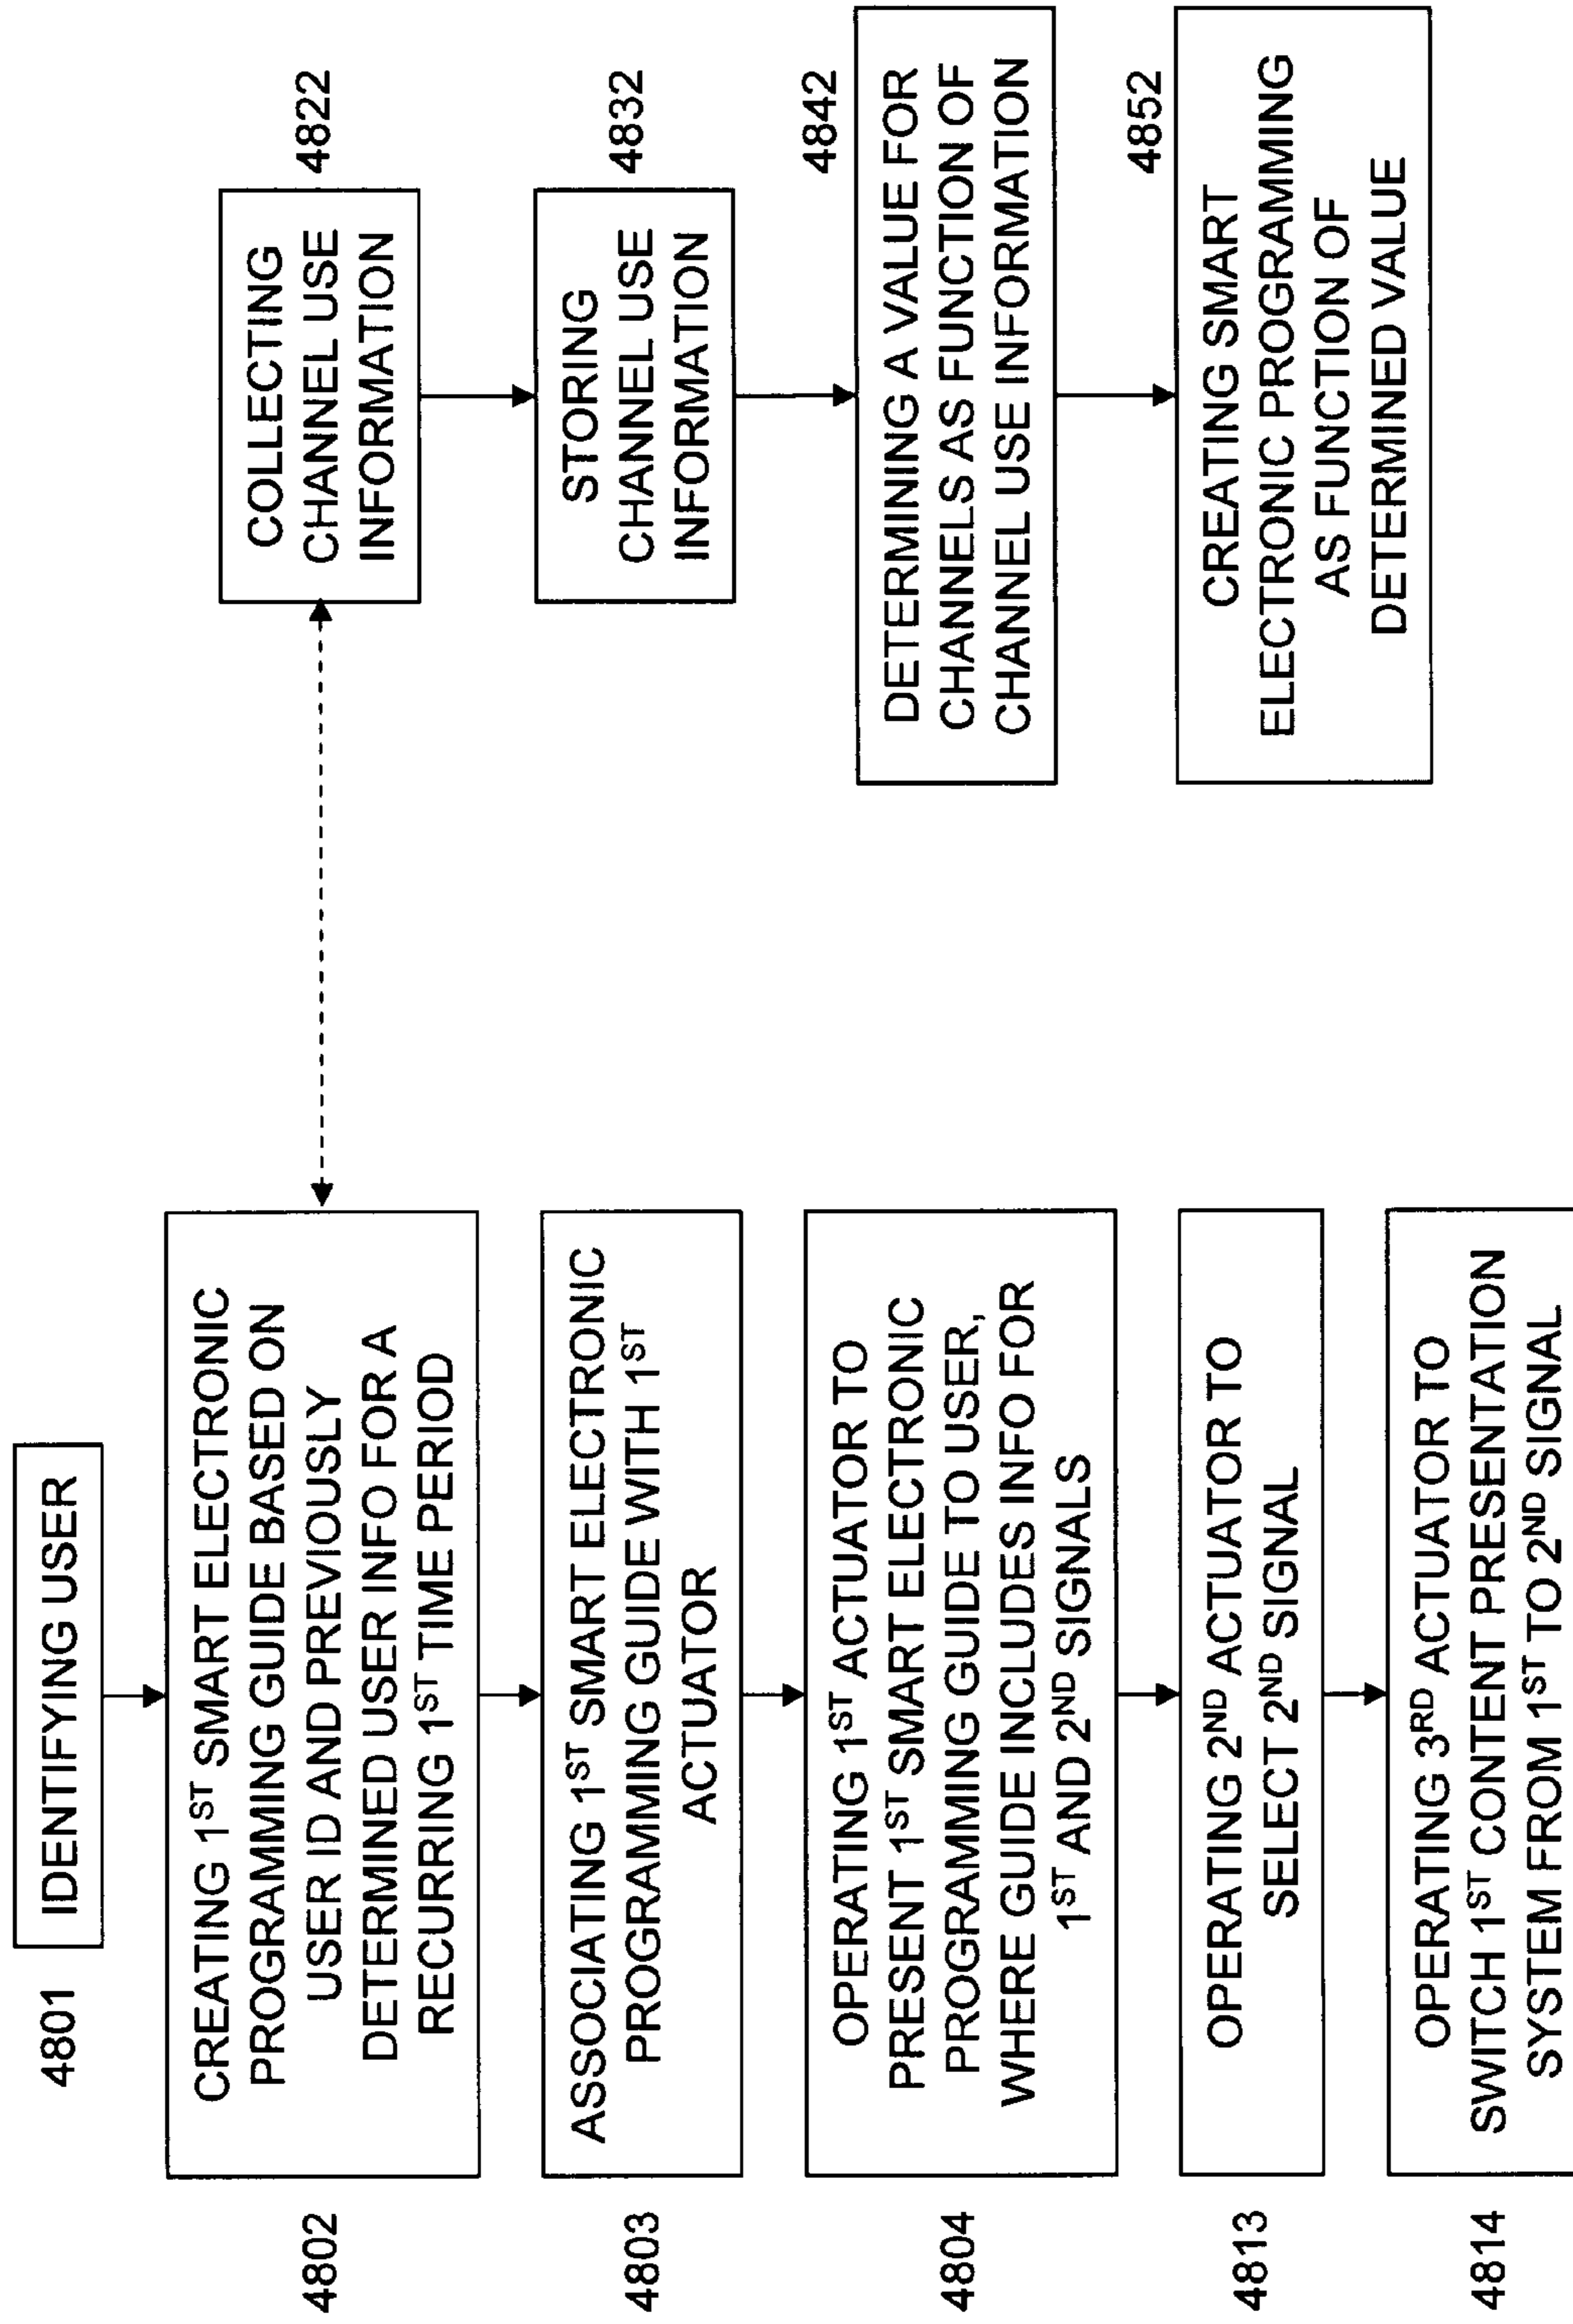 4801
IDENTIFYING USER
4802
CREATING 1ST SMART ELECTRONIC
PROGRAMMING GUIDE BASED ON
USER ID AND PREVIOUSLY
DETERMINED USER INFO FOR A
RECURRING 1ST TIME PERIOD
4803
ASSOCIATING 1ST SMART ELECTRONIC
PROGRAMMING GUIDE WITH 1ST
ACTUATOR
4804
OPERATING 1ST ACTUATOR TO
PRESENT 1ST SMART ELECTRONIC
PROGRAMMING GUIDE TO USER,
WHERE GUIDE INCLUDES INFO FOR
1ST AND 2ND SIGNALS
4813
OPERATING 2ND ACTUATOR TO
SELECT 2ND SIGNAL
4814
OPERATING 3RD ACTUATOR TO
SWITCH 1ST CONTENT PRESENTATION
SYSTEM FROM 1ST TO 2ND SIGNAL
COLLECTING
CHANNEL USE
INFORMATION
4822
STORING
CHANNEL USE
INFORMATION
4832
DETERMINING A VALUE FOR
CHANNELS AS FUNCTION OF
CHANNEL USE INFORMATION
4842
CREATING SMART
ELECTRONIC PROGRAMMING
AS FUNCTION OF
DETERMINED VALUE
4852